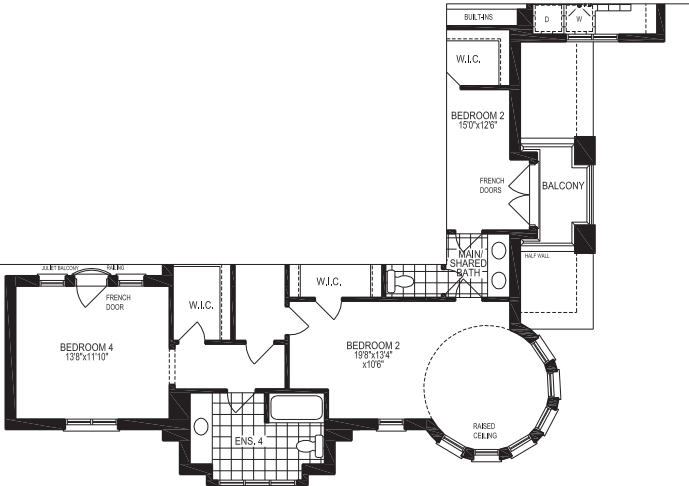 BUILT-INS
D
W
W.I.C.
BEDROOM 2
15'0"x12'6"
FRENCH
DOORS
BALCONY
MAIN/
SHARED
BATH
HALF WALL
JULIET BALCONY
RAILING
FRENCH
DOOR
W.I.C.
W.I.C.
BEDROOM 4
13'8"x11'10"
BEDROOM 2
19'8"x13'4"
x10'6"
RAISED
CEILING
ENS. 4